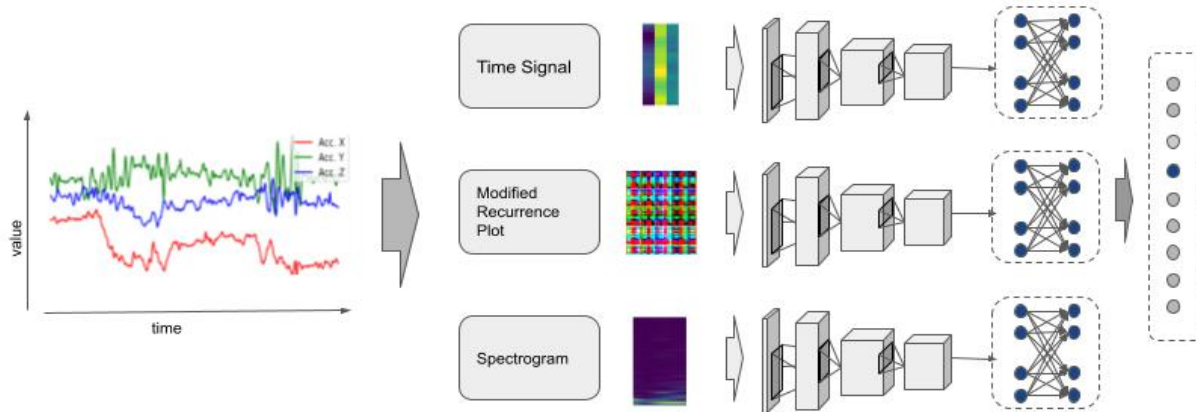 Time Signal
Acc. X
Acc. Y
Acc. Z
value
time
Modified
Recurrence
Plot
Spectrogram